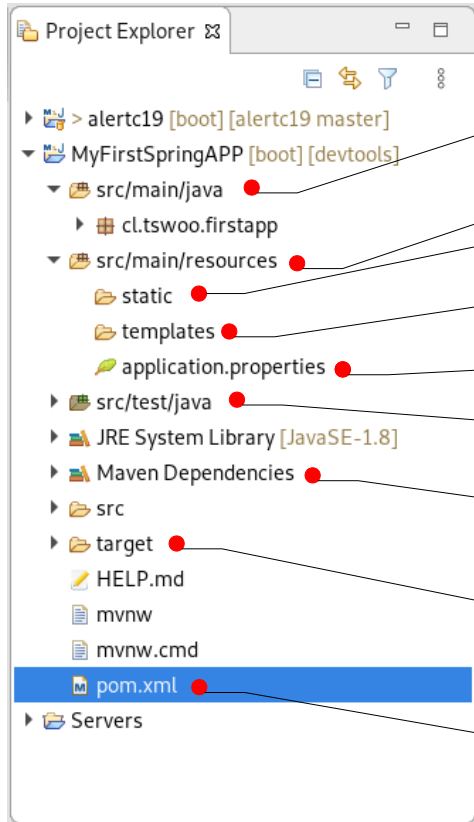 Project Explorer
> alertc19 [boot] [alertc19 master]
MyFirstSpringAPP [boot] [devtools]
src/main/java
cl.tswoo.firstapp
src/main/resources
static
templates
application.properties
src/test/java
JRE System Library [JavaSE-1.8]
Maven Dependencies
src
target
HELP.md
mvnw
mvnw.cmd
pom.xml
Servers